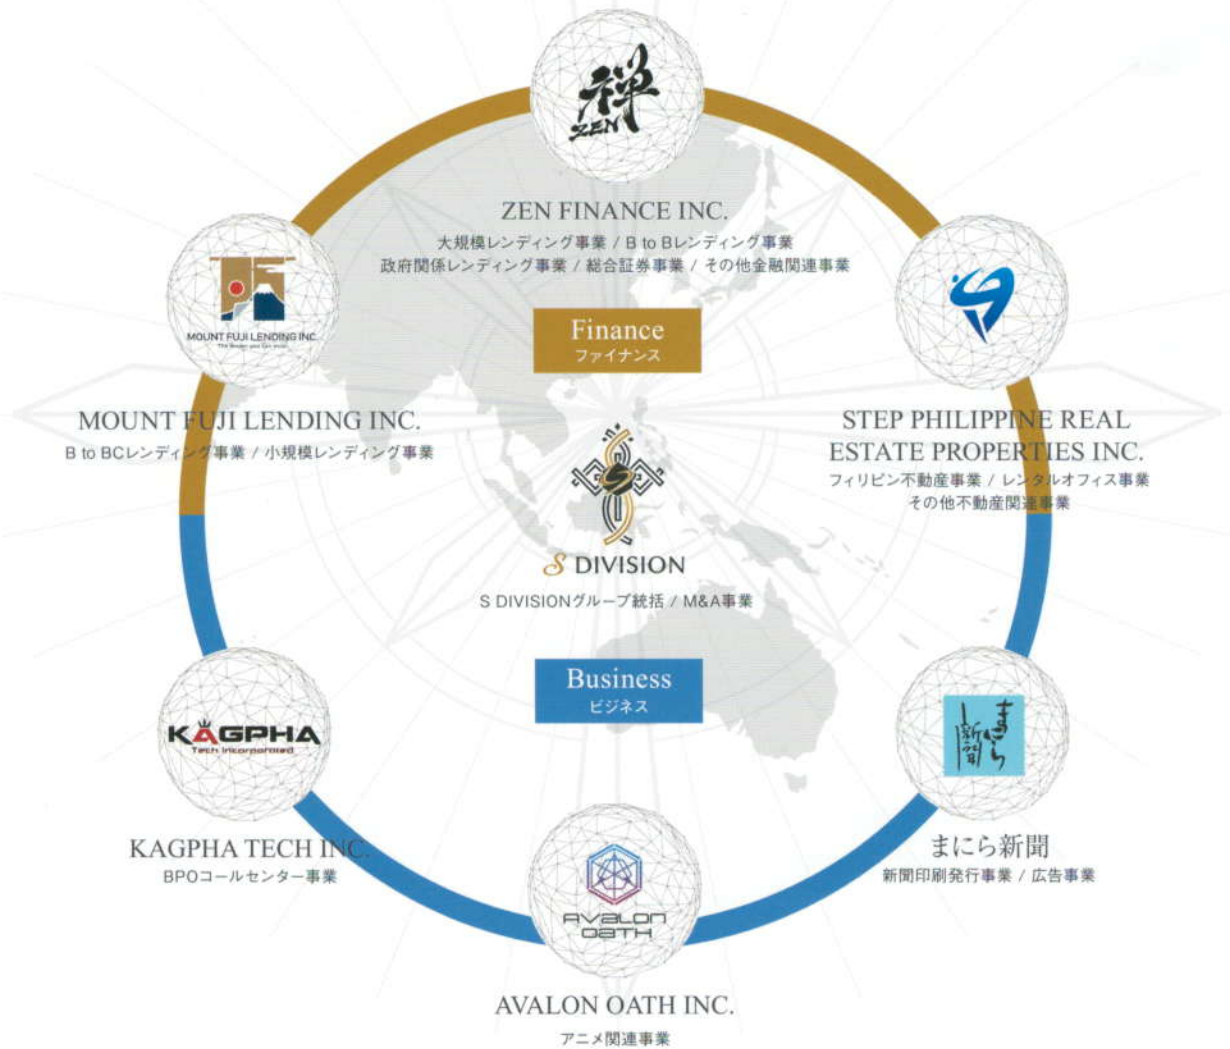 禅
ZEN
ZEN FINANCE INC.
大規模レンディング事業 / B to Bレンディング事業
政府関係レンディング事業 / 総合証券事業 / その他金融関連事業
Finance
ファイナンス
MOUNT FUJI LENDING INC.
MOUNT FUJI LENDING INC.
B to BCレンディング事業 / 小規模レンディング事業
STEP PHILIPPINE REAL
ESTATE PROPERTIES INC.
フィリピン不動産事業 / レンタルオフィス事業
その他不動産関連事業
S
S DIVISION
S DIVISIONグループ統括 / M&A事業
Business
ビジネス
KAGPHA
Tech Incorporated
KAGPHA TECH INC.
BPOコールセンター事業
まにら
新聞
まにら新聞
新聞印刷発行事業 / 広告事業
AVALON
OATH
AVALON OATH INC.
アニメ関連事業